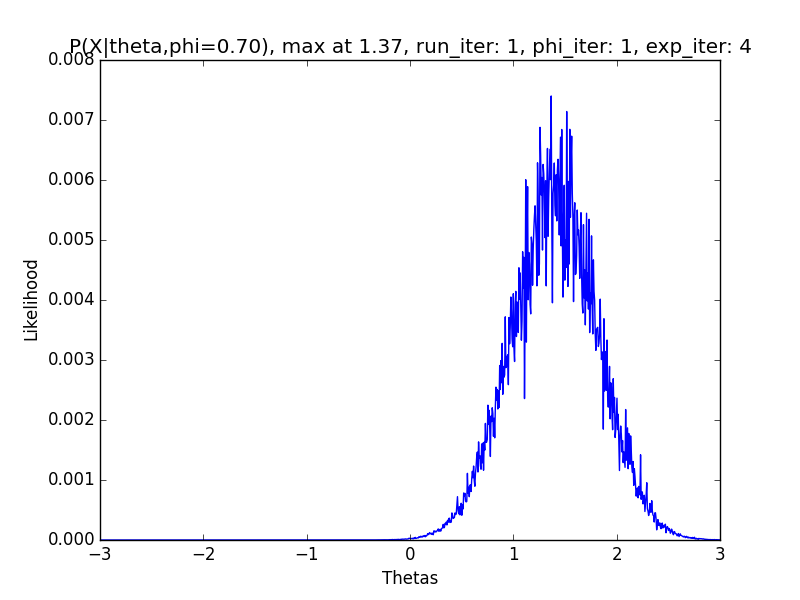 P(X|theta,phi=0.70), max at 1.37, run_iter: 1, phi_iter: 1, exp_iter: 4
0.008
0.007
0.006
0.005
0.004
0.003
0.002
0.001
0.000
Likelihood
−3 −2 −1 0 1 2 3
Thetas